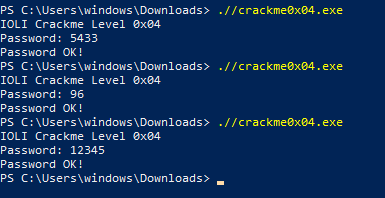 PS C:\Users\windows\Downloads> .//crackme0x04.exe
IOLI Crackme Level 0x04
Password: 5433
Password OK!
PS C:\Users\windows\Downloads> .//crackme0x04.exe
IOLI Crackme Level 0x04
Password: 96
Password OK!
PS C:\Users\windows\Downloads> .//crackme0x04.exe
IOLI Crackme Level 0x04
Password: 12345
Password OK!
PS C:\Users\windows\Downloads>